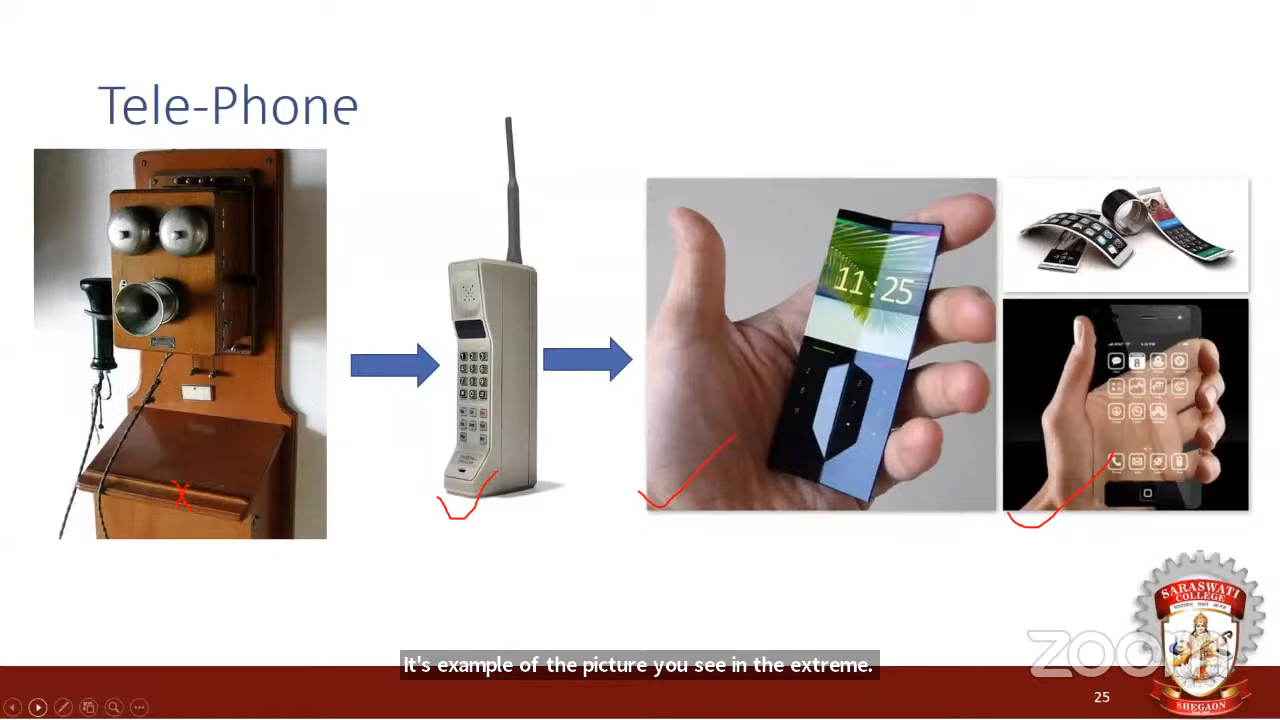 Tele-Phone
11:25
8
SARASWATI
COLLEGE
SHEGAON
zoom
It's example of the picture you see in the extreme.
25